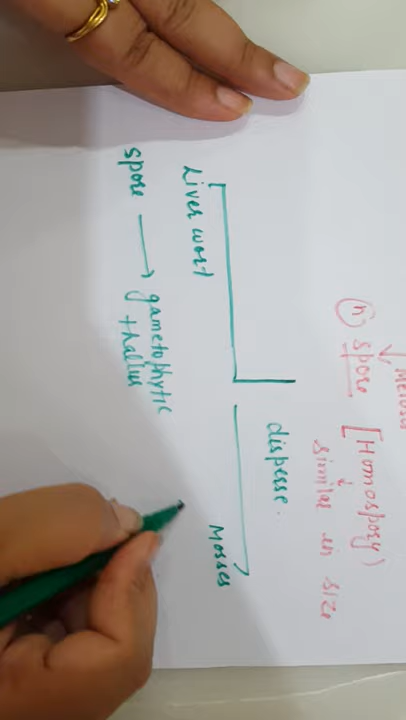 Meiosis
(n) spore [Homospory)
similar in size
disperse.
Liver wort Mosses
spore → gametophytic
thallus